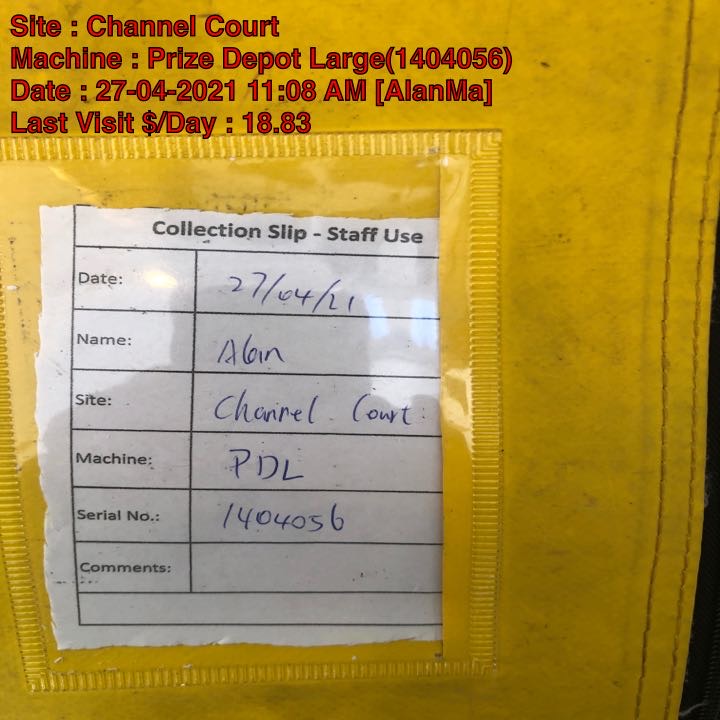 Site : Channel Court
Machine : Prize Depot Large(1404056)
Date : 27-04-2021 11:08 AM [AlanMa]
Last Visit $/Day : 18.83
Collection Slip - Staff Use
Date: 27/04/21
Name: Alan
Site: Channel Court
Machine: PDL
Serial No.: 1404056
Comments: